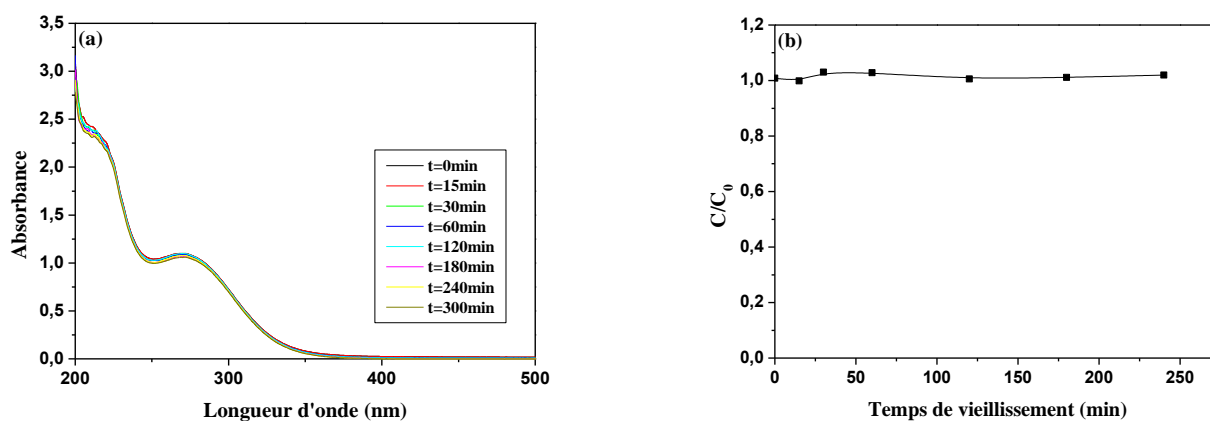 (a)
3,5
3,0
2,5
2,0
1,5
1,0
0,5
0,0
Absorbance
200
300
400
500
Longueur d'onde (nm)
t=0min
t=15min
t=30min
t=60min
t=120min
t=180min
t=240min
t=300min
(b)
1,2
1,0
0,8
0,6
0,4
0,2
0,0
C/C0
0
50
100
150
200
250
Temps de vieillissement (min)